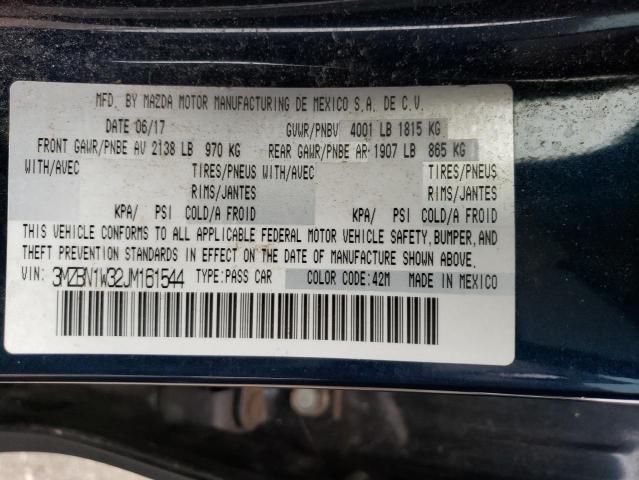 MFD. BY MAZDA MOTOR MANUFACTURING DE MEXICO S.A. DE C.V.
DATE 06/17 GVWR/PNBV 4001 LB 1815 KG
FRONT GAWR/PNBE AV 2138 LB 970 KG REAR GAWR/PNBE AR 1907 LB 865 KG
WITH/AVEC TIRES/PNEUS WITH/AVEC TIRES/PNEUS
RIMS/JANTES RIMS/JANTES
KPA/ PSI COLD/A FROID KPA/ PSI COLD/A FROID
THIS VEHICLE CONFORMS TO ALL APPLICABLE FEDERAL MOTOR VEHICLE SAFETY, BUMPER, AND
THEFT PREVENTION STANDARDS IN EFFECT ON THE DATE OF MANUFACTURE SHOWN ABOVE.
VIN: 3MZBN1W32JM161544 TYPE: PASS CAR COLOR CODE: 42M MADE IN MEXICO